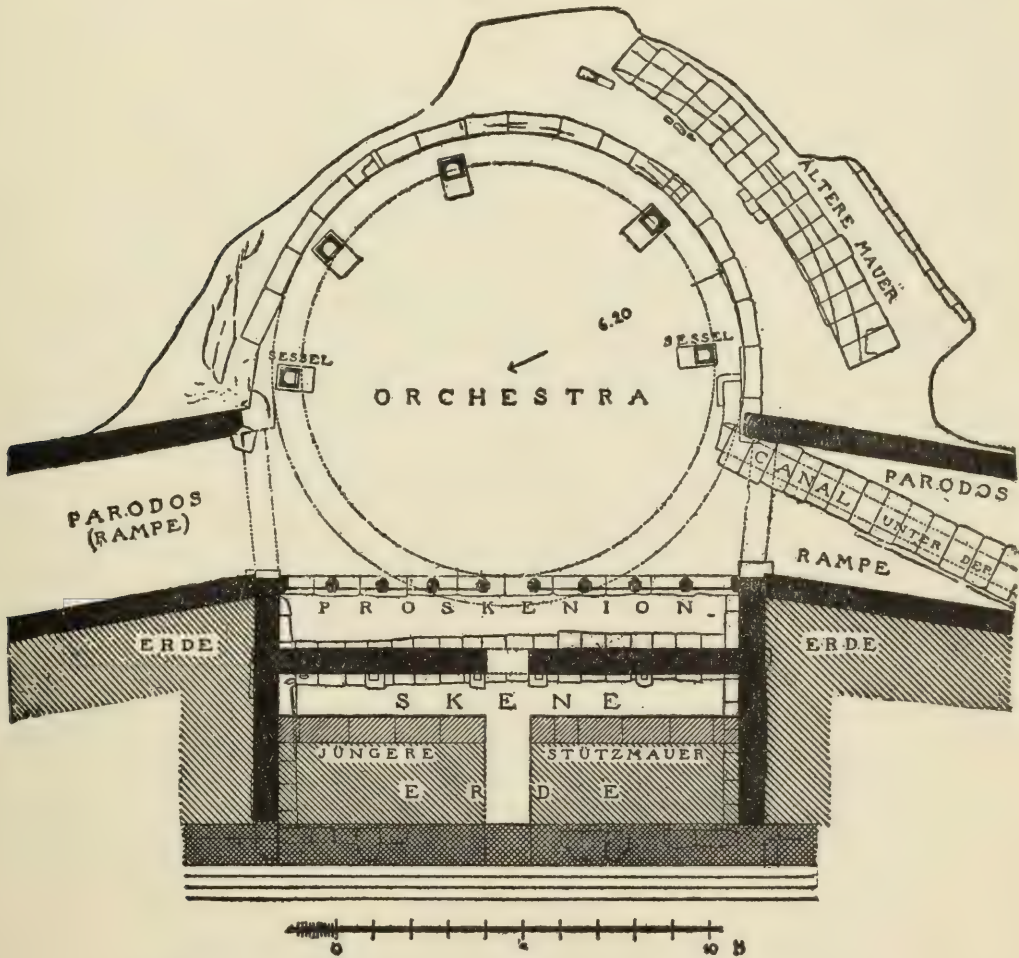 ÄLTERE MAUER
6.20
SESSEL
SESSEL
ORCHESTRA
PARODOS
(RAMPE)
CANAL UNTER DER
PARODOS
RAMPE
PROSKENION
ERDE
ERDE
SKENE
JÜNGERE STÜTZMAUER
ERDE
0
10